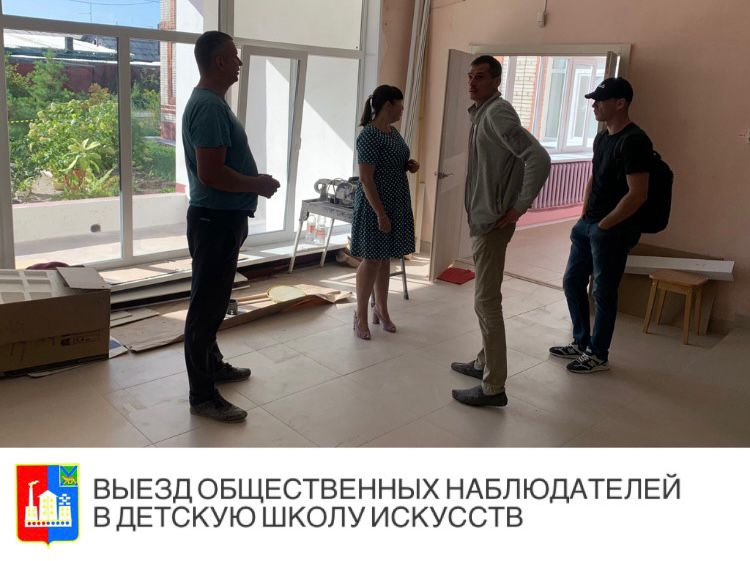 ВЫЕЗД ОБЩЕСТВЕННЫХ НАБЛЮДАТЕЛЕЙ
В ДЕТСКУЮ ШКОЛУ ИСКУССТВ